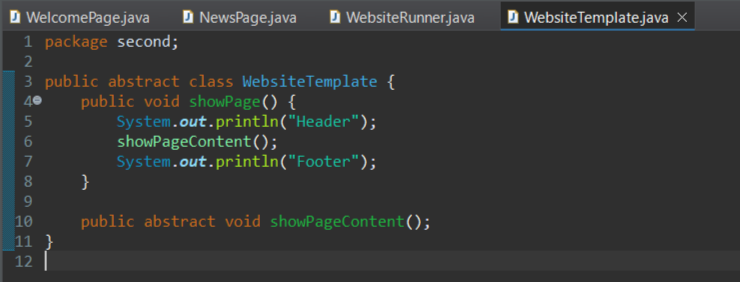 WelcomePage.java NewsPage.java WebsiteRunner.java WebsiteTemplate.java
1 package second;
2
3 public abstract class WebsiteTemplate {
4 public void showPage() {
5 System.out.println("Header");
6 showPageContent();
7 System.out.println("Footer");
8 }
9
10 public abstract void showPageContent();
11 }
12